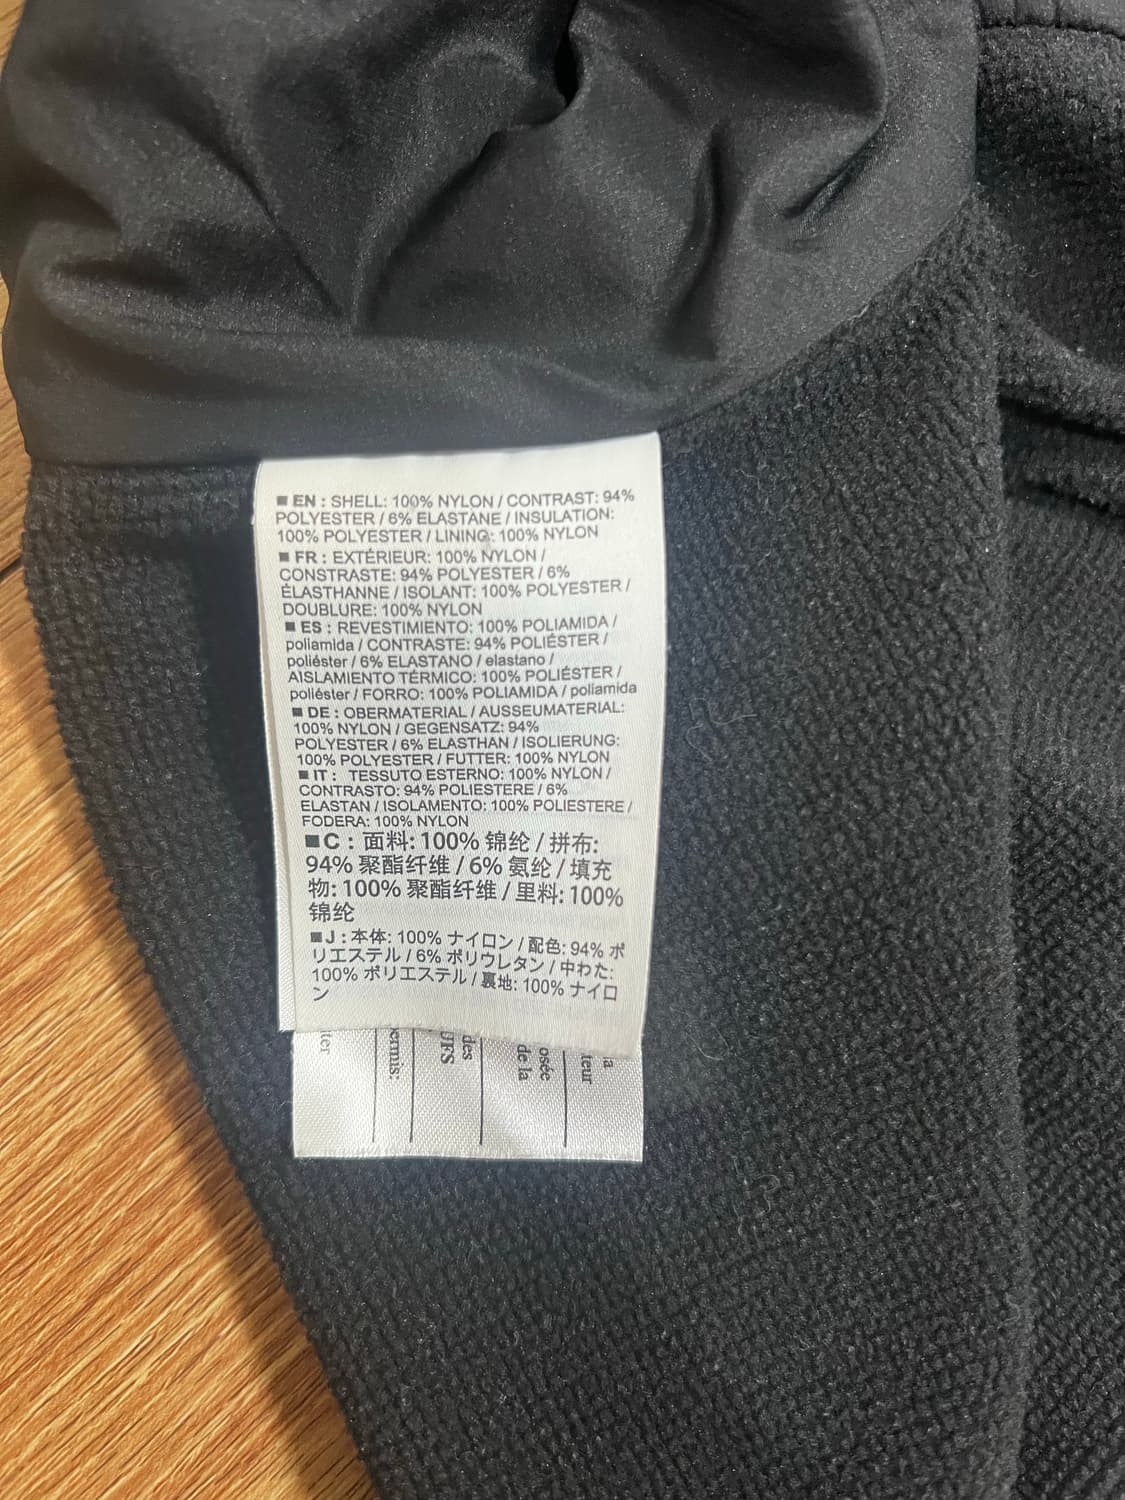 ■ EN : SHELL: 100% NYLON / CONTRAST: 94%
POLYESTER / 6% ELASTANE / INSULATION:
100% POLYESTER / LINING: 100% NYLON
■ FR : EXTÉRIEUR: 100% NYLON /
CONSTRASTE: 94% POLYESTER / 6%
ÉLASTHANNE / ISOLANT: 100% POLYESTER /
DOUBLURE: 100% NYLON
■ ES : REVESTIMIENTO: 100% POLIAMIDA /
poliamida / CONTRASTE: 94% POLIÉSTER /
poliéster / 6% ELASTANO / elastano /
AISLAMIENTO TÉRMICO: 100% POLIÉSTER /
poliéster / FORRO: 100% POLIAMIDA / poliamida
■ DE : OBERMATERIAL / AUSSEUMATERIAL:
100% NYLON / GEGENSATZ: 94%
POLYESTER / 6% ELASTHAN / ISOLIERUNG:
100% POLYESTER / FUTTER: 100% NYLON
■ IT : TESSUTO ESTERNO: 100% NYLON /
CONTRASTO: 94% POLIESTERE / 6%
ELASTAN / ISOLAMENTO: 100% POLIESTERE /
FODERA: 100% NYLON
■ C : 面料: 100% 锦纶 / 拼布:
94% 聚酯纤维 / 6% 氨纶 / 填充
物: 100% 聚酯纤维 / 里料: 100%
锦纶
■ J : 本体: 100% ナイロン / 配色: 94% ポ
リエステル / 6% ポリウレタン / 中わた:
100% ポリエステル / 裏地: 100% ナイロ
ン
des
osée
de la